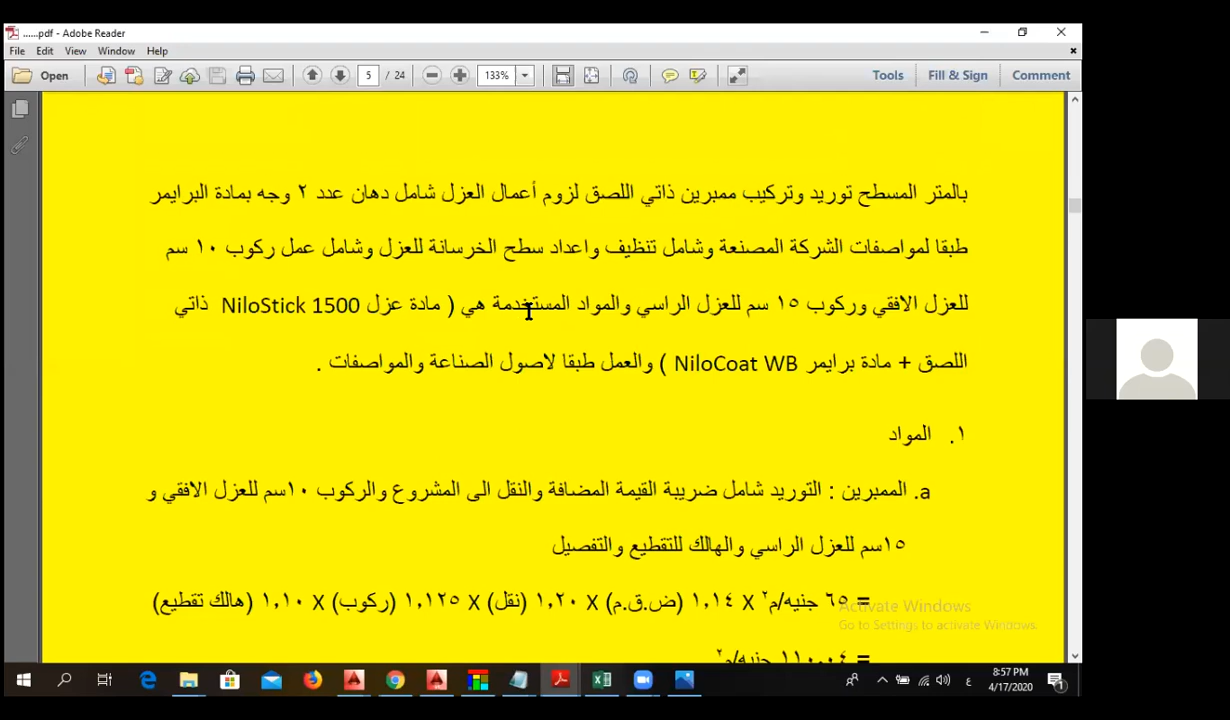 ......pdf - Adobe Reader
File Edit View Window Help
Open 5 / 24 133% Tools Fill & Sign Comment
بالمتر المسطح توريد وتركيب ممبرين ذاتي اللصق لزوم أعمال العزل شامل دهان عدد ٢ وجه بمادة البرايمر
طبقا لمواصفات الشركة المصنعة وشامل تنظيف واعداد سطح الخرسانة للعزل وشامل عمل ركوب ١٠ سم
للعزل الافقي وركوب ١٥ سم للعزل الراسي والمواد المستخدمة هي ( مادة عزل NiloStick 1500 ذاتي
اللصق + مادة برايمر NiloCoat WB ) والعمل طبقا لاصول الصناعة والمواصفات .
١. المواد
a. الممبرين : التوريد شامل ضريبة القيمة المضافة والنقل الى المشروع والركوب ١٠سم للعزل الافقي و
١٥سم للعزل الراسي والهالك للتقطيع والتفصيل
= ٦٥ جنيه/م٢ X ١,١٤ (ض.ق.م) X ١,٢٠ (نقل) X ١,١٢٥ (ركوب) X ١,١٠ (هالك تقطيع)
Activate Windows
Go to Settings to activate Windows.
= ١١٠,٠٤ جنيه/م٢
8:57 PM
ع
4/17/2020